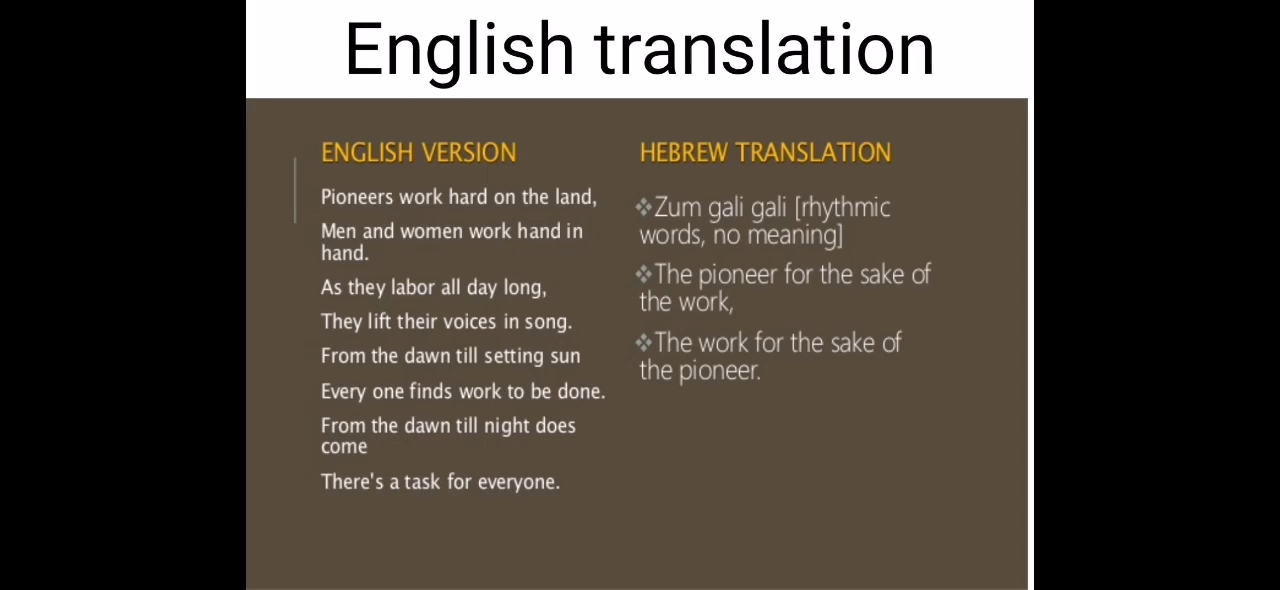 English translation
ENGLISH VERSION
Pioneers work hard on the land,
Men and women work hand in
hand.
As they labor all day long,
They lift their voices in song.
From the dawn till setting sun
Every one finds work to be done.
From the dawn till night does
come
There's a task for everyone.
HEBREW TRANSLATION
❖Zum gali gali [rhythmic
words, no meaning]
❖The pioneer for the sake of
the work,
❖The work for the sake of
the pioneer.